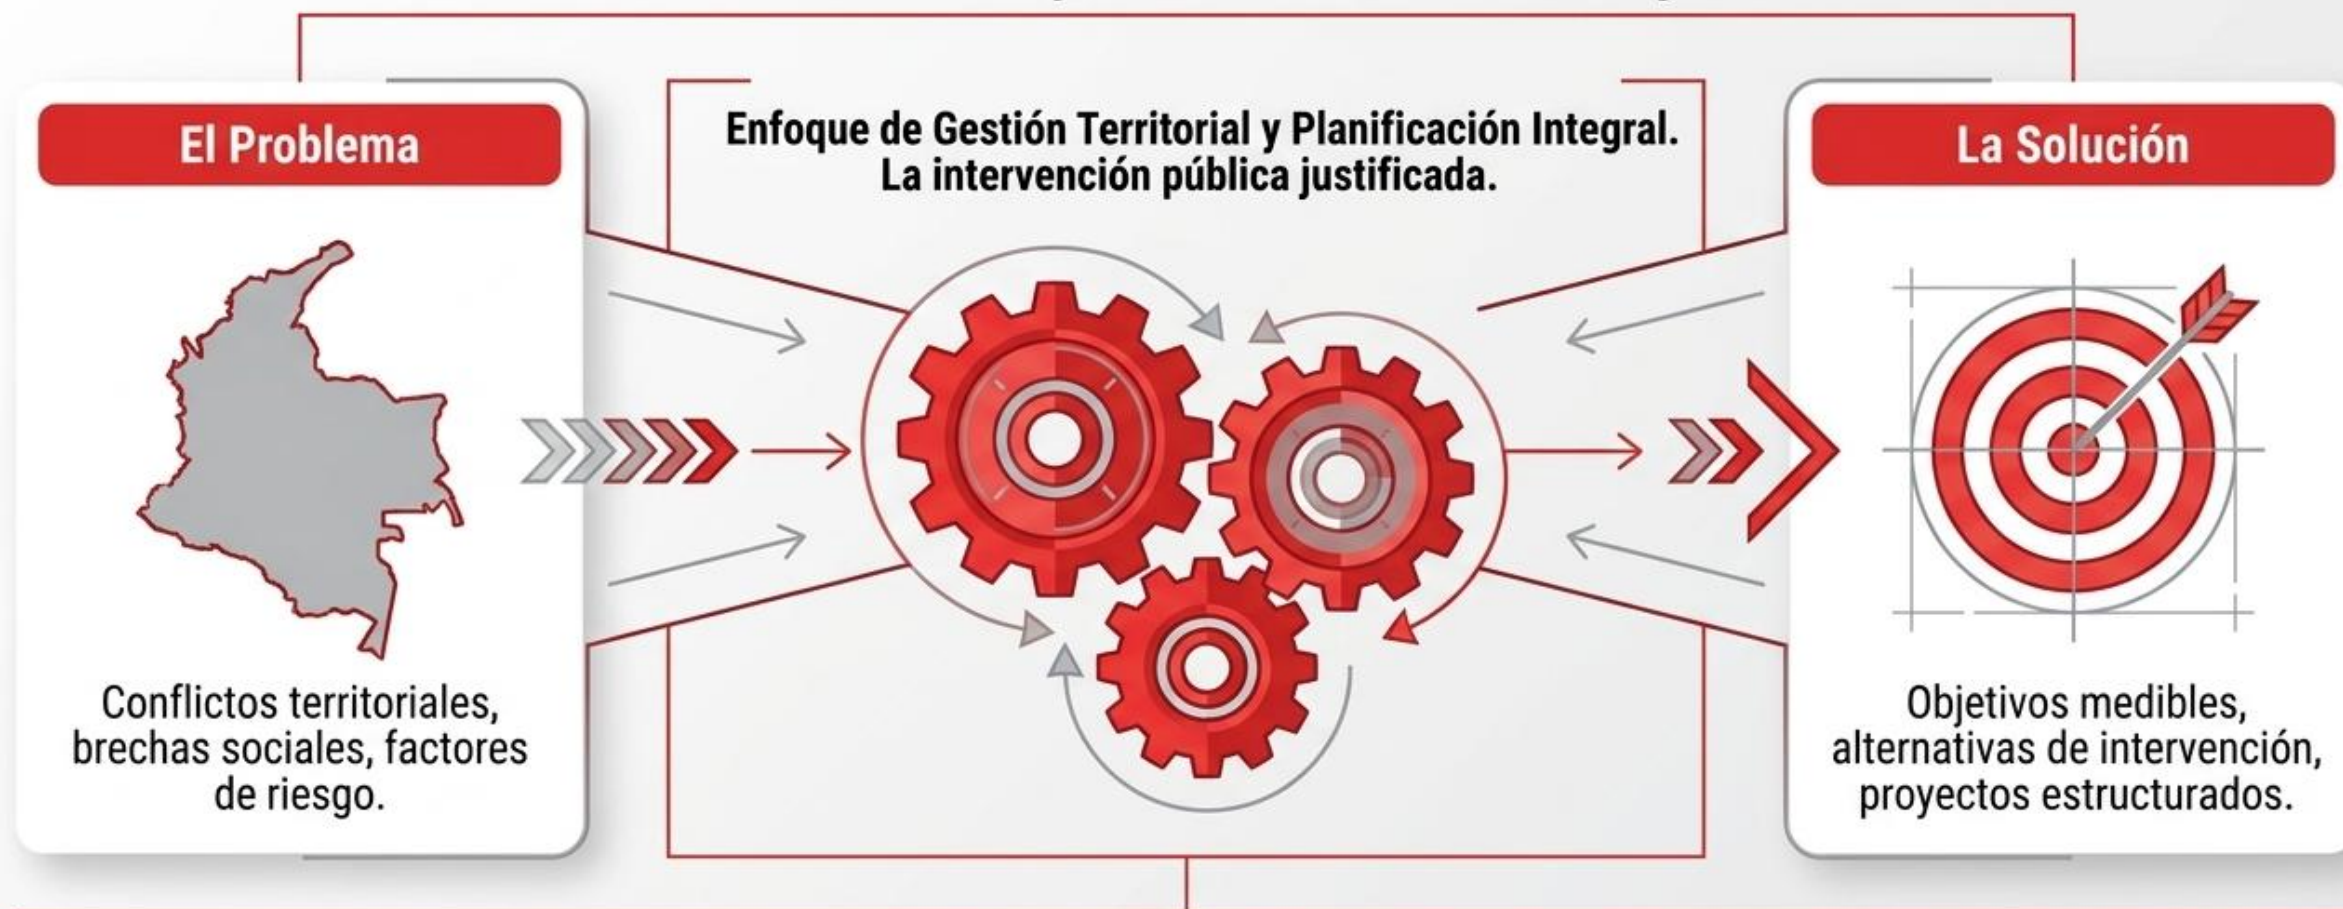 El Problema
Conflictos territoriales,
brechas sociales, factores
de riesgo.
Enfoque de Gestión Territorial y Planificación Integral.
La intervención pública justificada.
La Solución
Objetivos medibles,
alternativas de intervención,
proyectos estructurados.